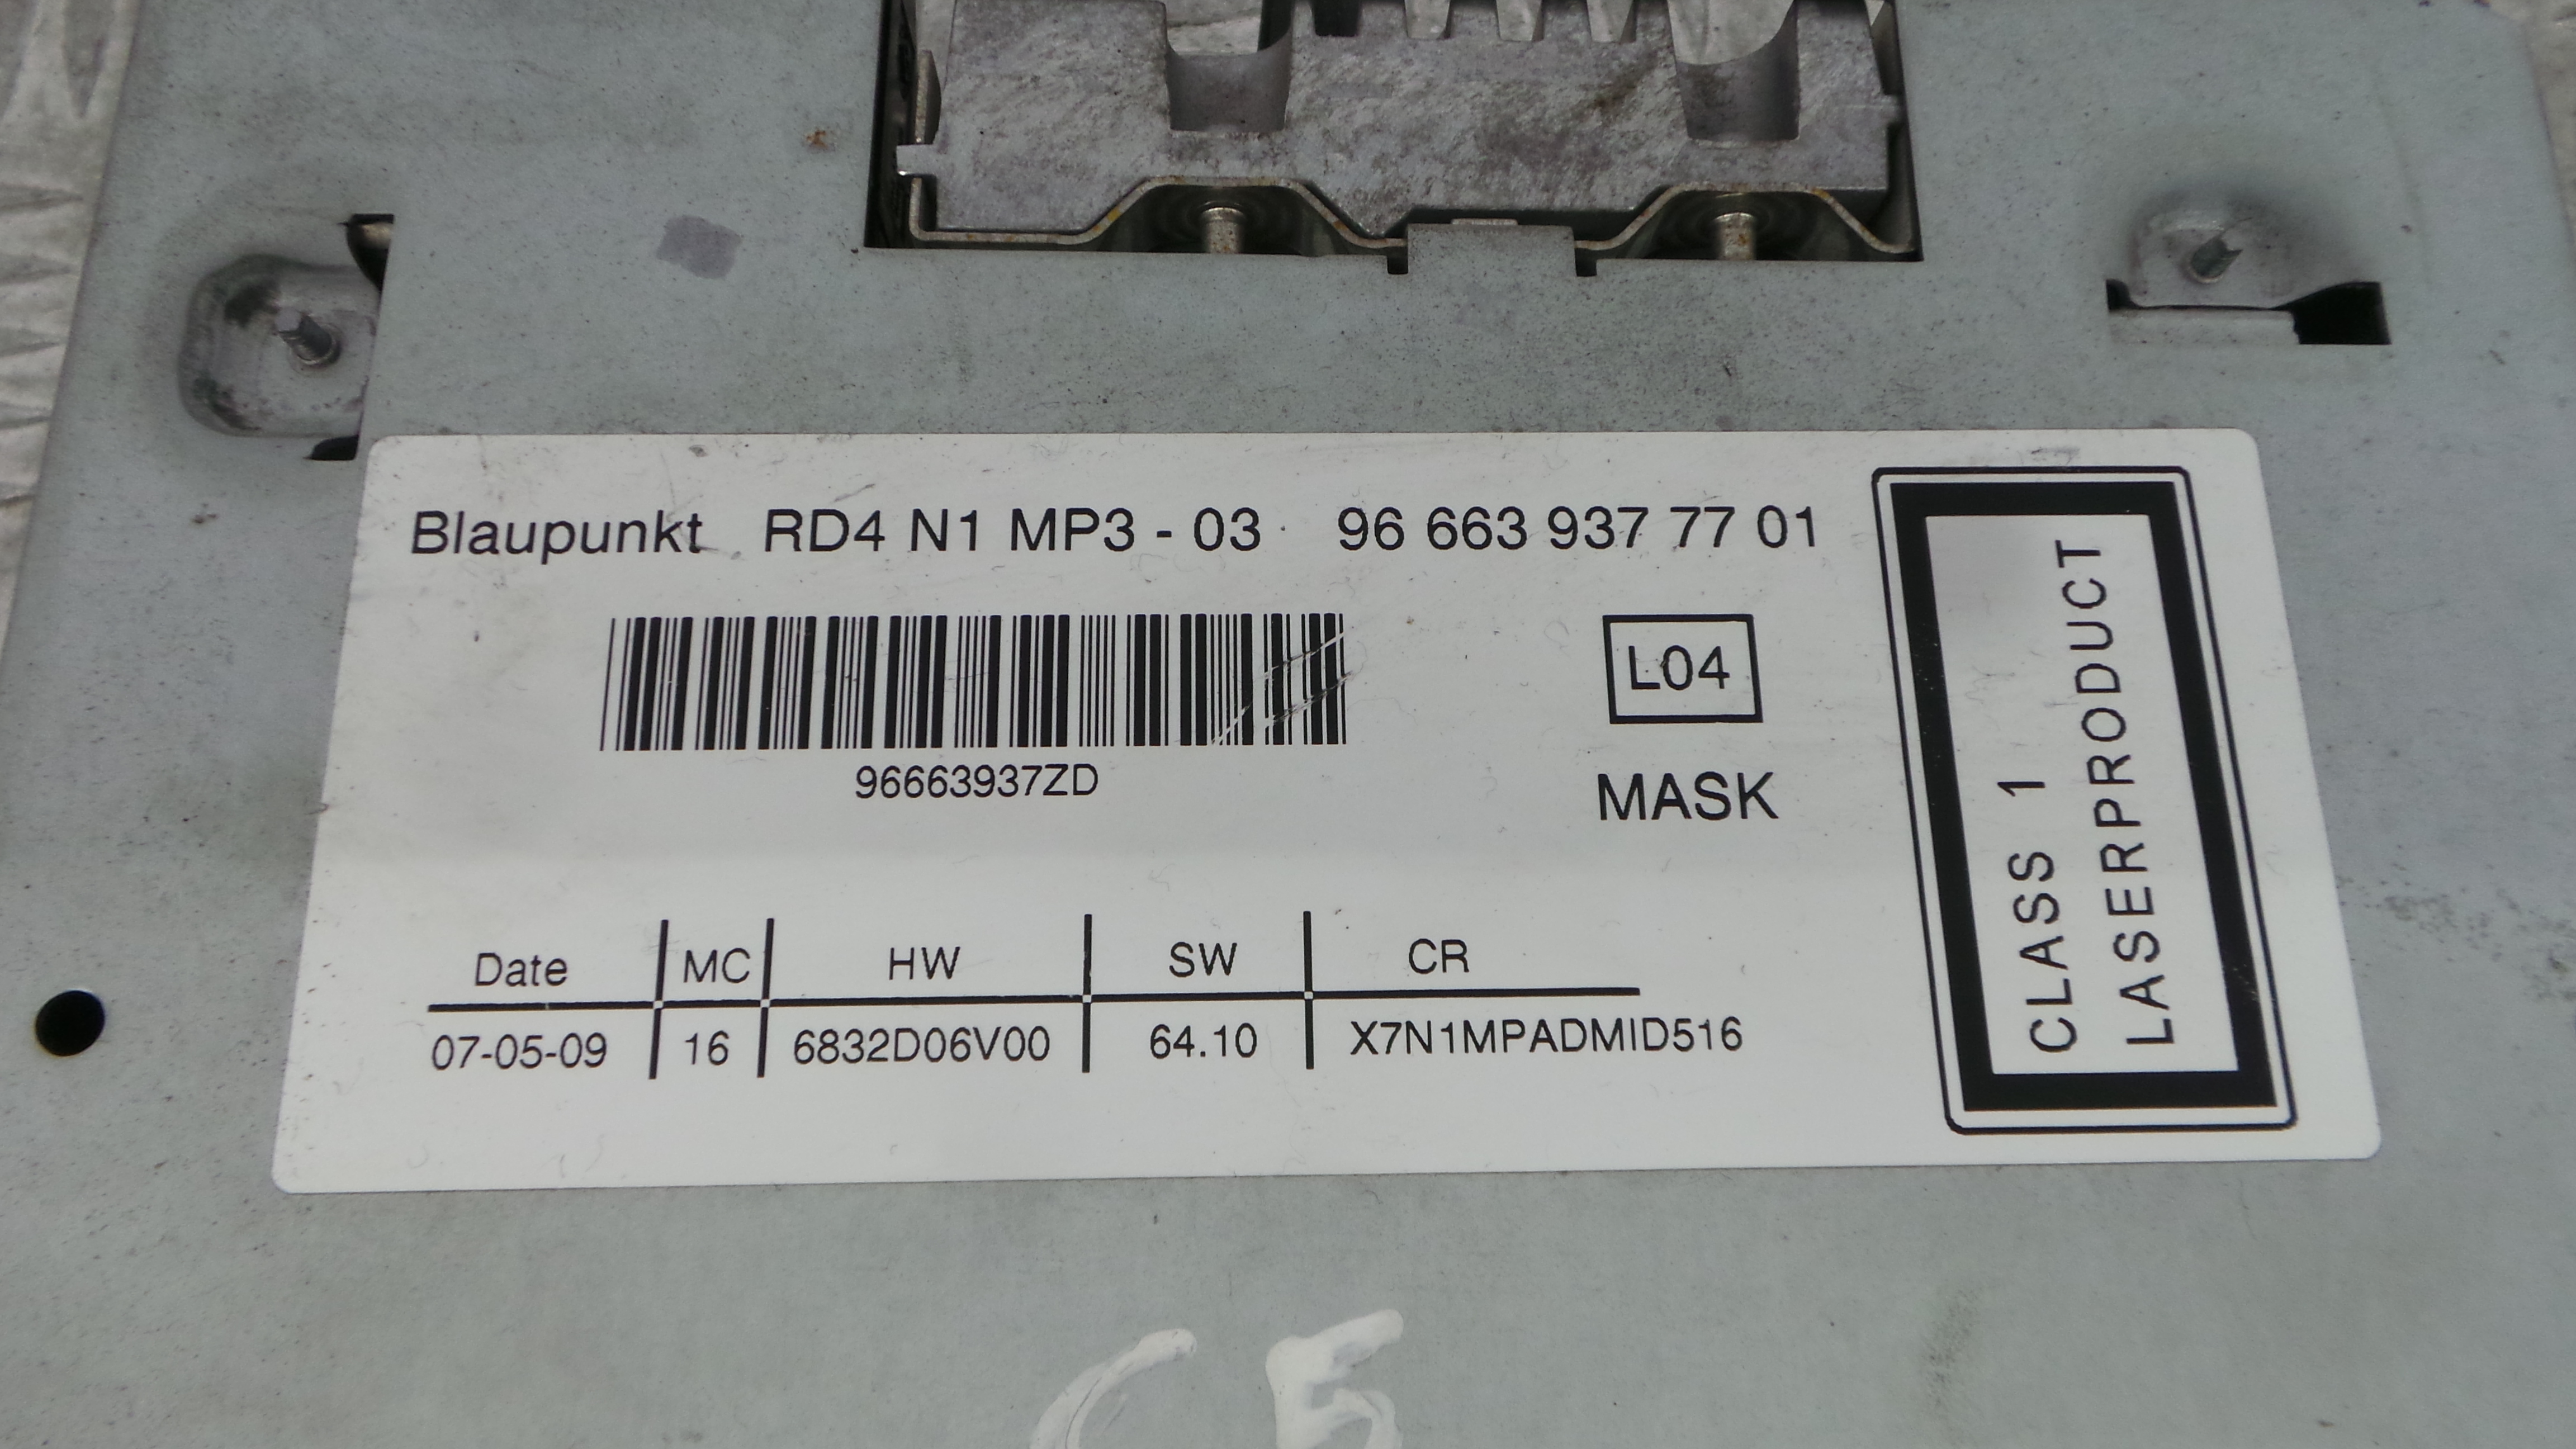 Blaupunkt RD4 N1 MP3 - 03 96 663 937 77 01
96663937ZD
L04
MASK
Date MC HW SW CR
07-05-09 16 6832D06V00 64.10 X7N1MPADMID516
CLASS 1
LASERPRODUCT